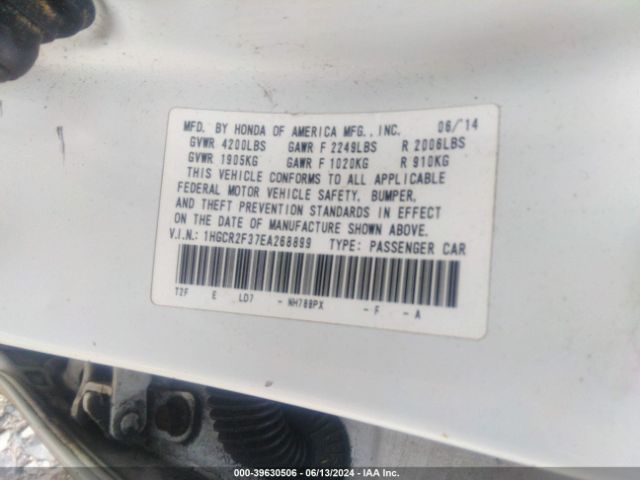 MFD. BY HONDA OF AMERICA MFG., INC. 06/'14
GVWR 4200LBS GAWR F 2249LBS R 2006LBS
GVWR 1905KG GAWR F 1020KG R 910KG
THIS VEHICLE CONFORMS TO ALL APPLICABLE
FEDERAL MOTOR VEHICLE SAFETY, BUMPER,
AND THEFT PREVENTION STANDARDS IN EFFECT
ON THE DATE OF MANUFACTURE SHOWN ABOVE.
V.I.N.: 1HGCR2F37EA268899 TYPE: PASSENGER CAR
T2F E LD7 - NH788PX - F - A
000-39630506 - 06/13/2024 - IAA Inc.